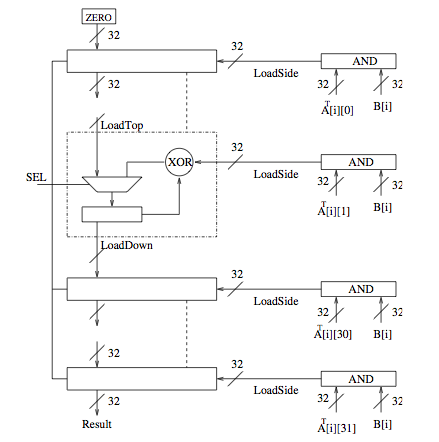 ZERO
32
32
LoadSide
AND
32
32
32
A[i][0]
T
B[i]
LoadTop
XOR
32
LoadSide
AND
32
32
A[i][1]
T
B[i]
SEL
LoadDown
32
LoadSide
AND
32
32
A[i][30]
T
B[i]
32
32
LoadSide
AND
32
32
32
A[i][31]
T
B[i]
Result